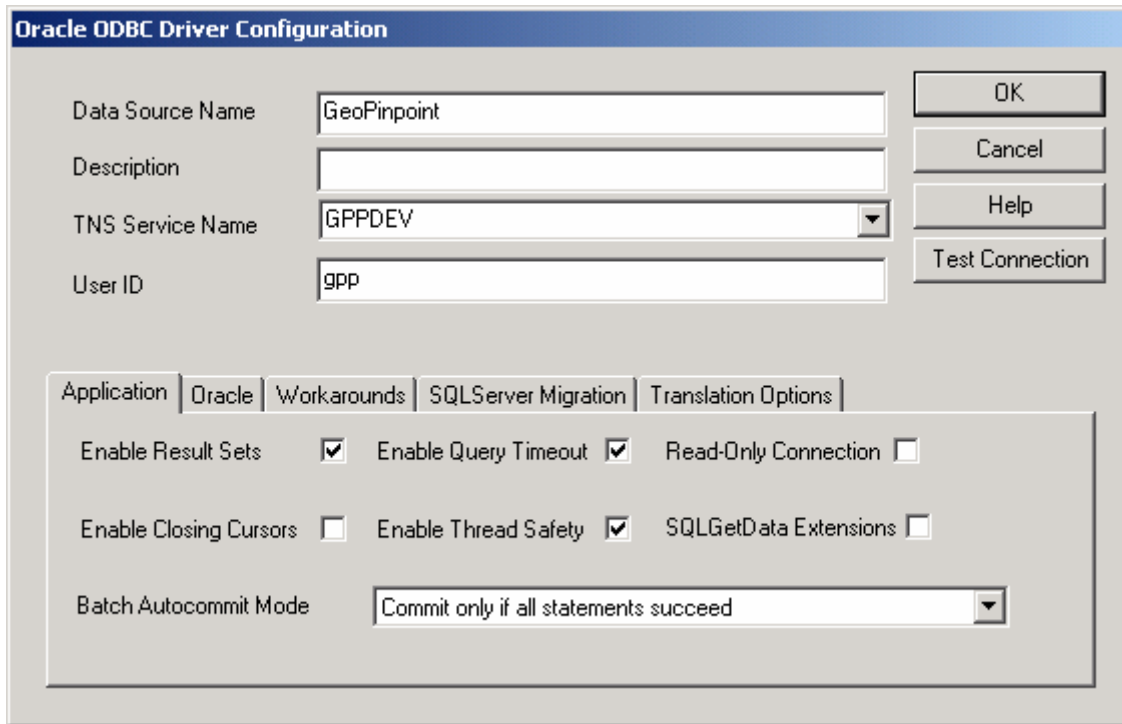 Oracle ODBC Driver Configuration
Data Source Name GeoPinpoint
OK
Description
Cancel
TNS Service Name GPPDEV
Help
User ID gpp
Test Connection
Application Oracle Workarounds SQLServer Migration Translation Options
Enable Result Sets Enable Query Timeout Read-Only Connection
Enable Closing Cursors Enable Thread Safety SQLGetData Extensions
Batch Autocommit Mode Commit only if all statements succeed